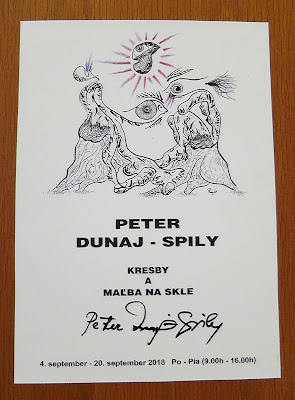 PETER
DUNAJ - SPILY
KRESBY
A
MAĽBA NA SKLE
Peter Dunaj Spily
4. september - 20. september 2018 Po - Pia (9.00h - 16.00h)